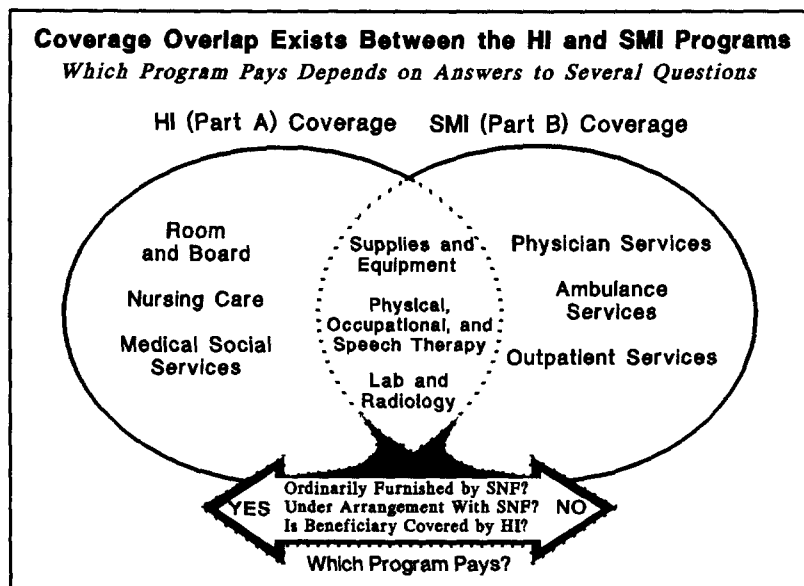 Coverage Overlap Exists Between the HI and SMI Programs
Which Program Pays Depends on Answers to Several Questions
HI (Part A) Coverage
SMI (Part B) Coverage
Room
and Board
Nursing Care
Medical Social
Services
Supplies and
Equipment
Physical,
Occupational, and
Speech Therapy
Lab and
Radiology
Physician Services
Ambulance
Services
Outpatient Services
YES
Ordinarily Furnished by SNF?
Under Arrangement With SNF?
Is Beneficiary Covered by HI?
NO
Which Program Pays?